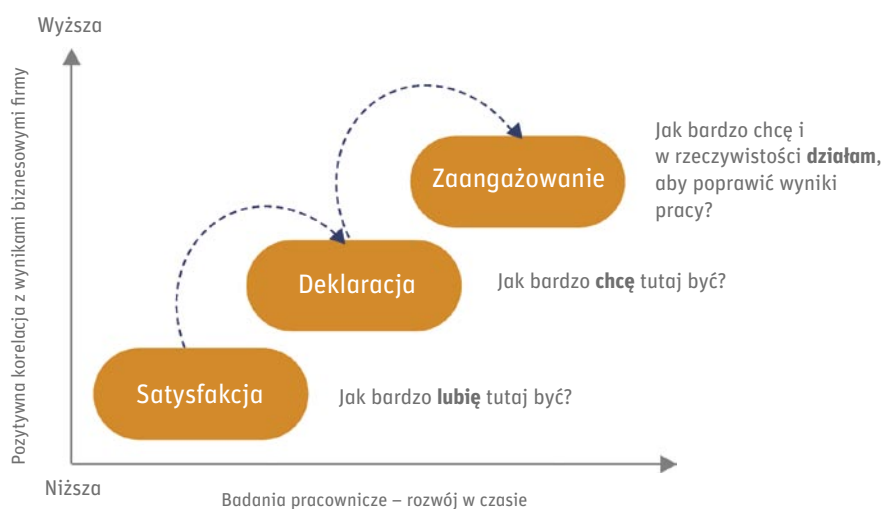 Wyższa
Pozytywna korelacja z wynikami biznesowymi firmy
Zaangażowanie
Jak bardzo chcę i
w rzeczywistości działam,
aby poprawić wyniki
pracy?
Deklaracja
Jak bardzo chcę tutaj być?
Satysfakcja
Jak bardzo lubię tutaj być?
Niższa
Badania pracownicze – rozwój w czasie